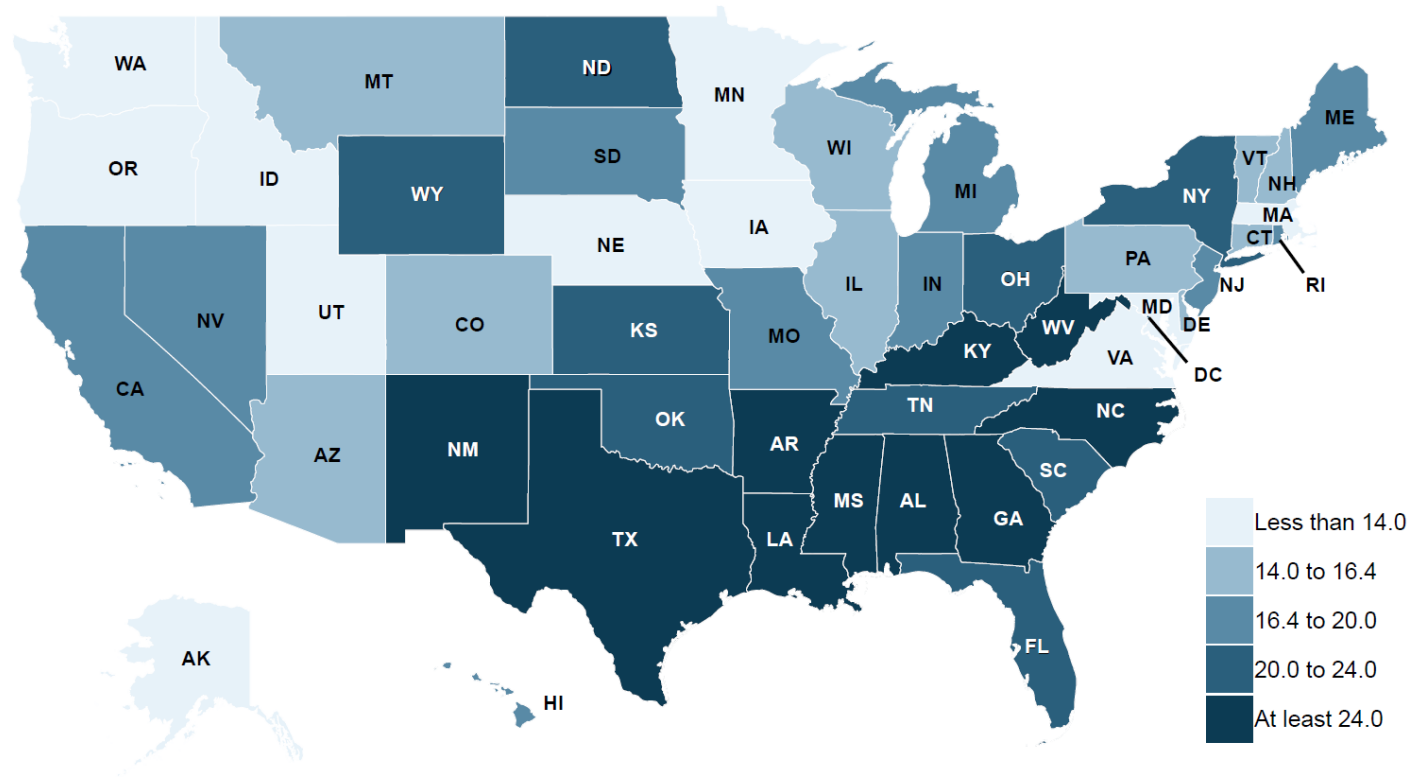 WA
MT
ND
MN
ME
OR
ID
SD
WI
VT
NH
WY
MI
NY
MA
NE
IA
CT
PA
NV
UT
CO
KS
MO
IL
IN
OH
NJ
RI
MD
DE
WV
DC
CA
KY
VA
AZ
NM
OK
AR
TN
NC
SC
MS
AL
GA
TX
LA
FL
AK
HI
Less than 14.0
14.0 to 16.4
16.4 to 20.0
20.0 to 24.0
At least 24.0